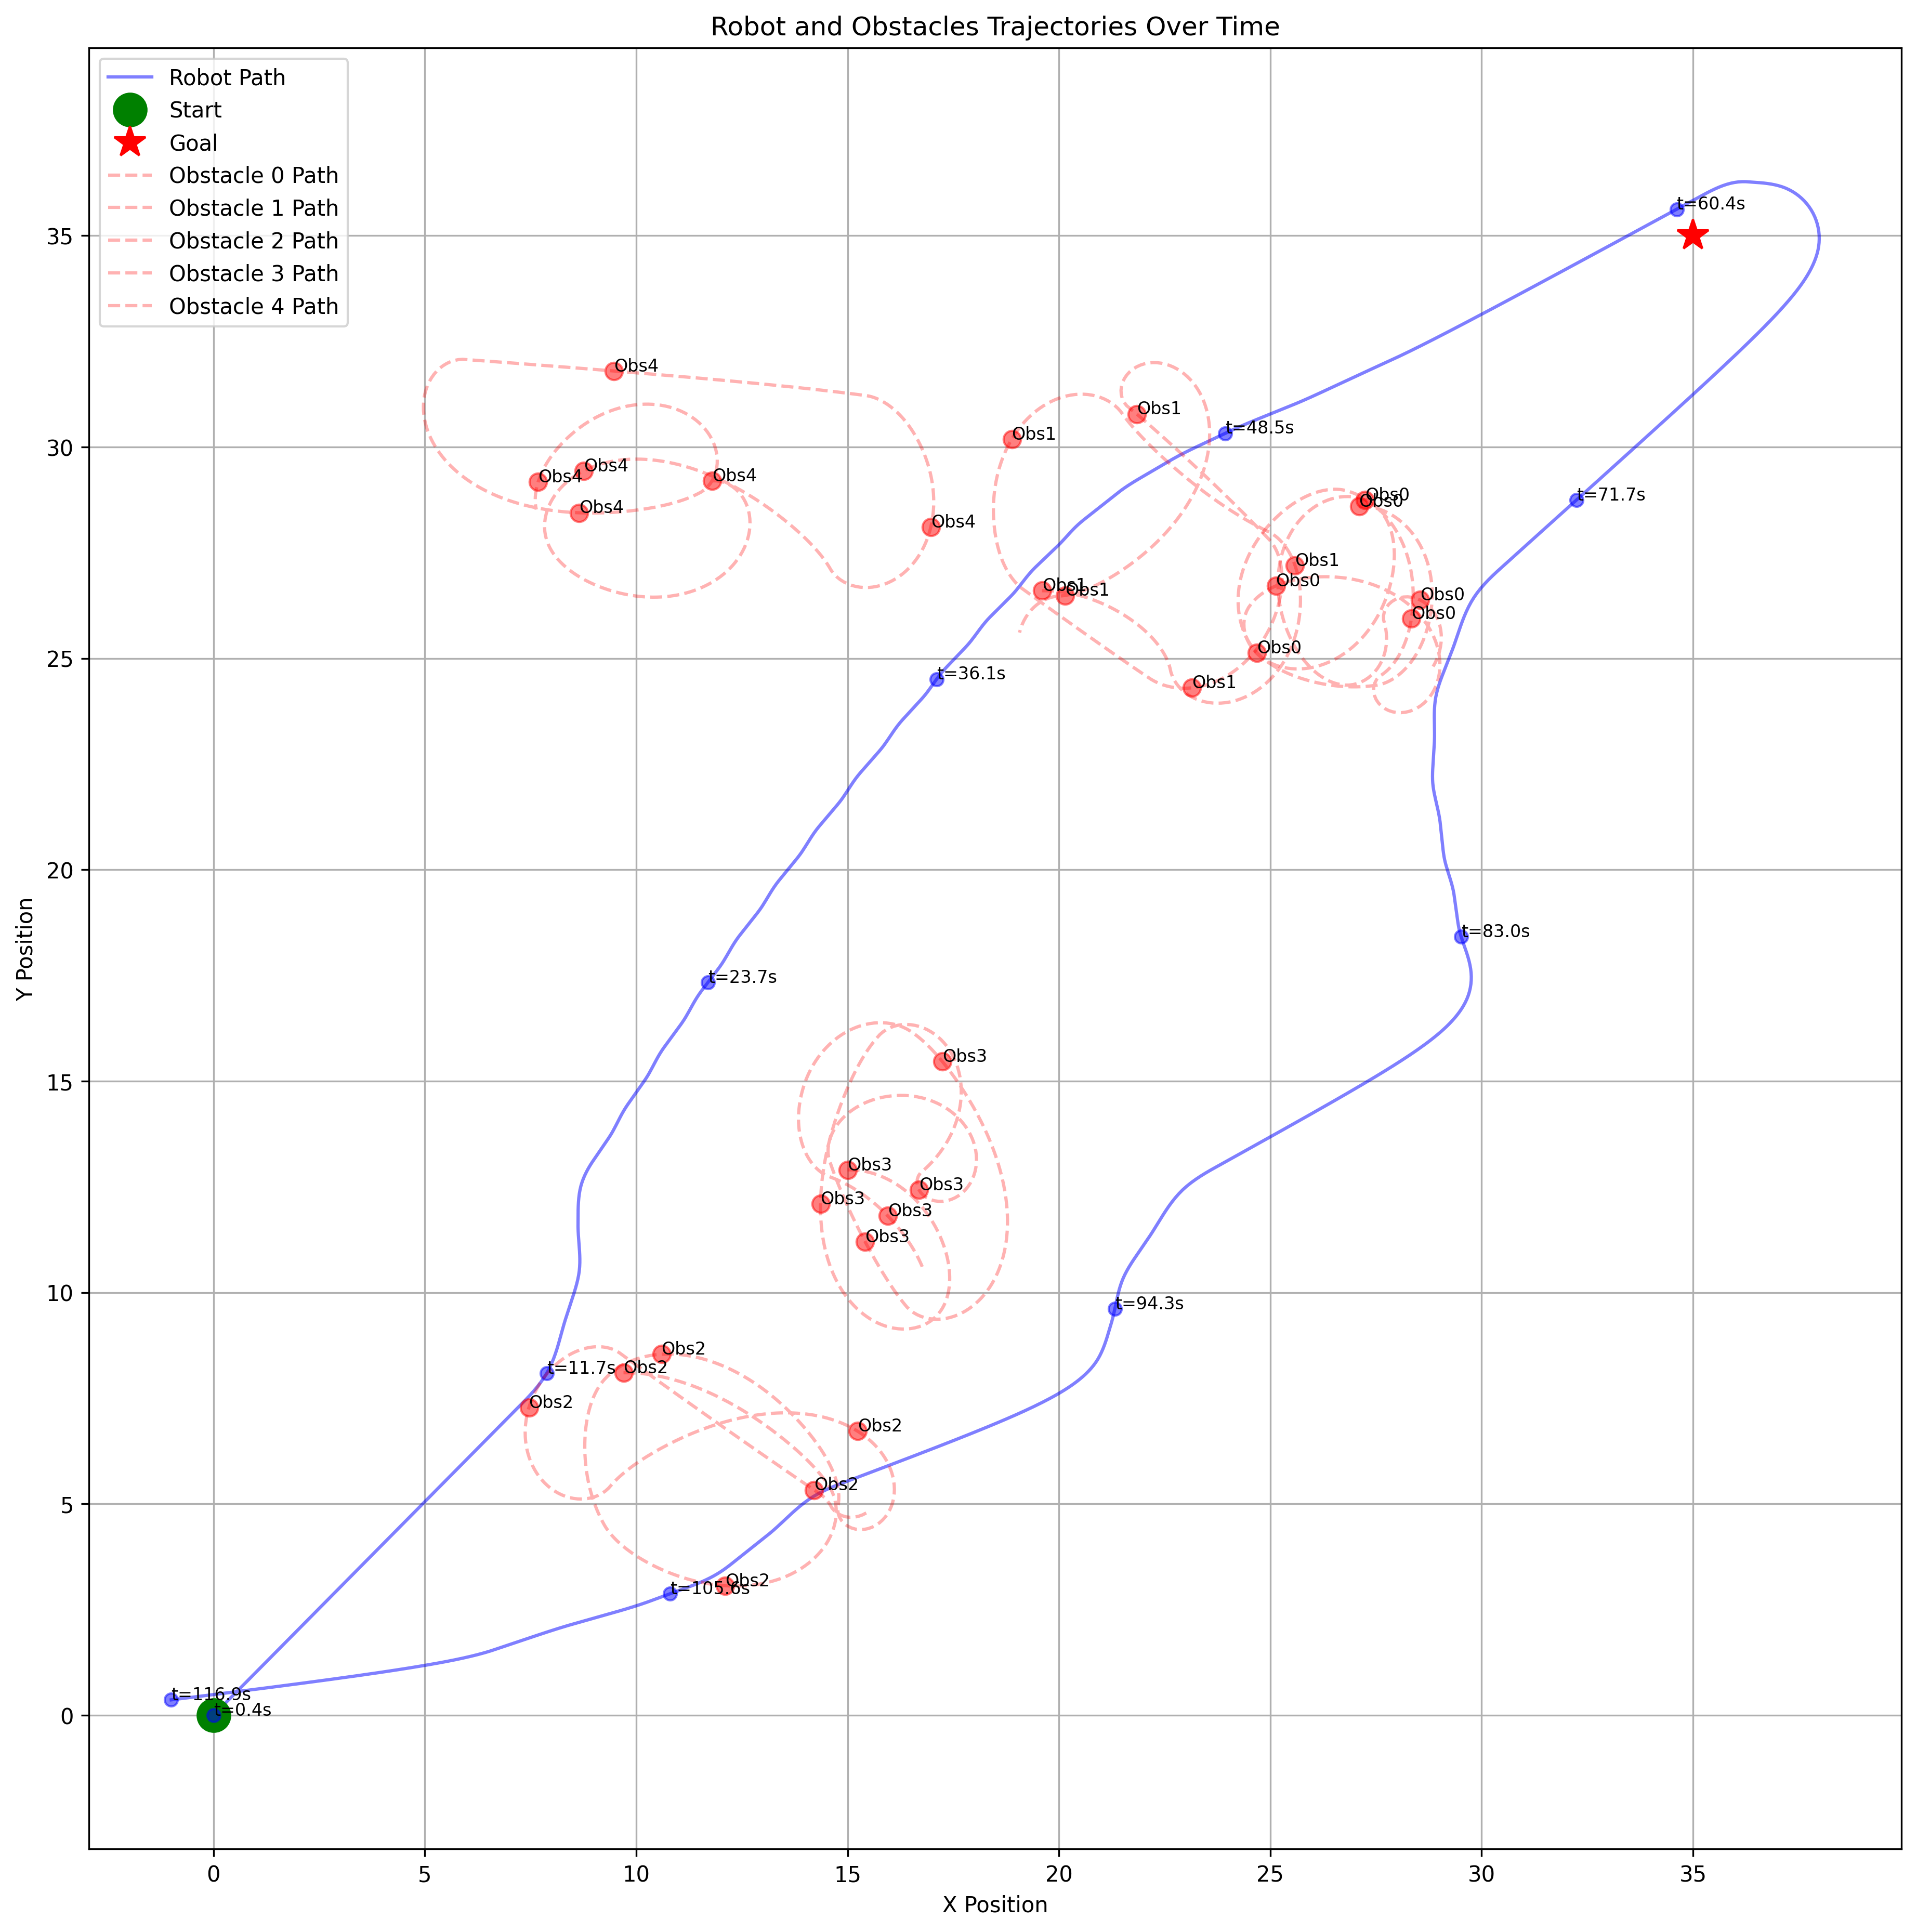 Robot and Obstacles Trajectories Over Time
Robot Path
Start
Goal
Obstacle 0 Path
Obstacle 1 Path
Obstacle 2 Path
Obstacle 3 Path
Obstacle 4 Path
t=60.4s
Obs4
Obs1
Obs1
t=48.5s
Obs4
Obs4
Obs4
Obs4
Obs4
Obs0
Obs0
t=71.7s
Obs1
Obs1
Obs1
Obs0
Obs0
Obs0
Obs0
t=36.1s
Obs1
t=83.0s
t=23.7s
Obs3
Obs3
Obs3
Obs3
Obs3
Obs3
t=94.3s
Obs2
t=11.7s
Obs2
Obs2
Obs2
Obs2
t=105.6s
Obs2
t=116.9s
t=0.4s
35
30
25
20
15
10
5
0
Y Position
0 5 10 15 20 25 30 35
X Position